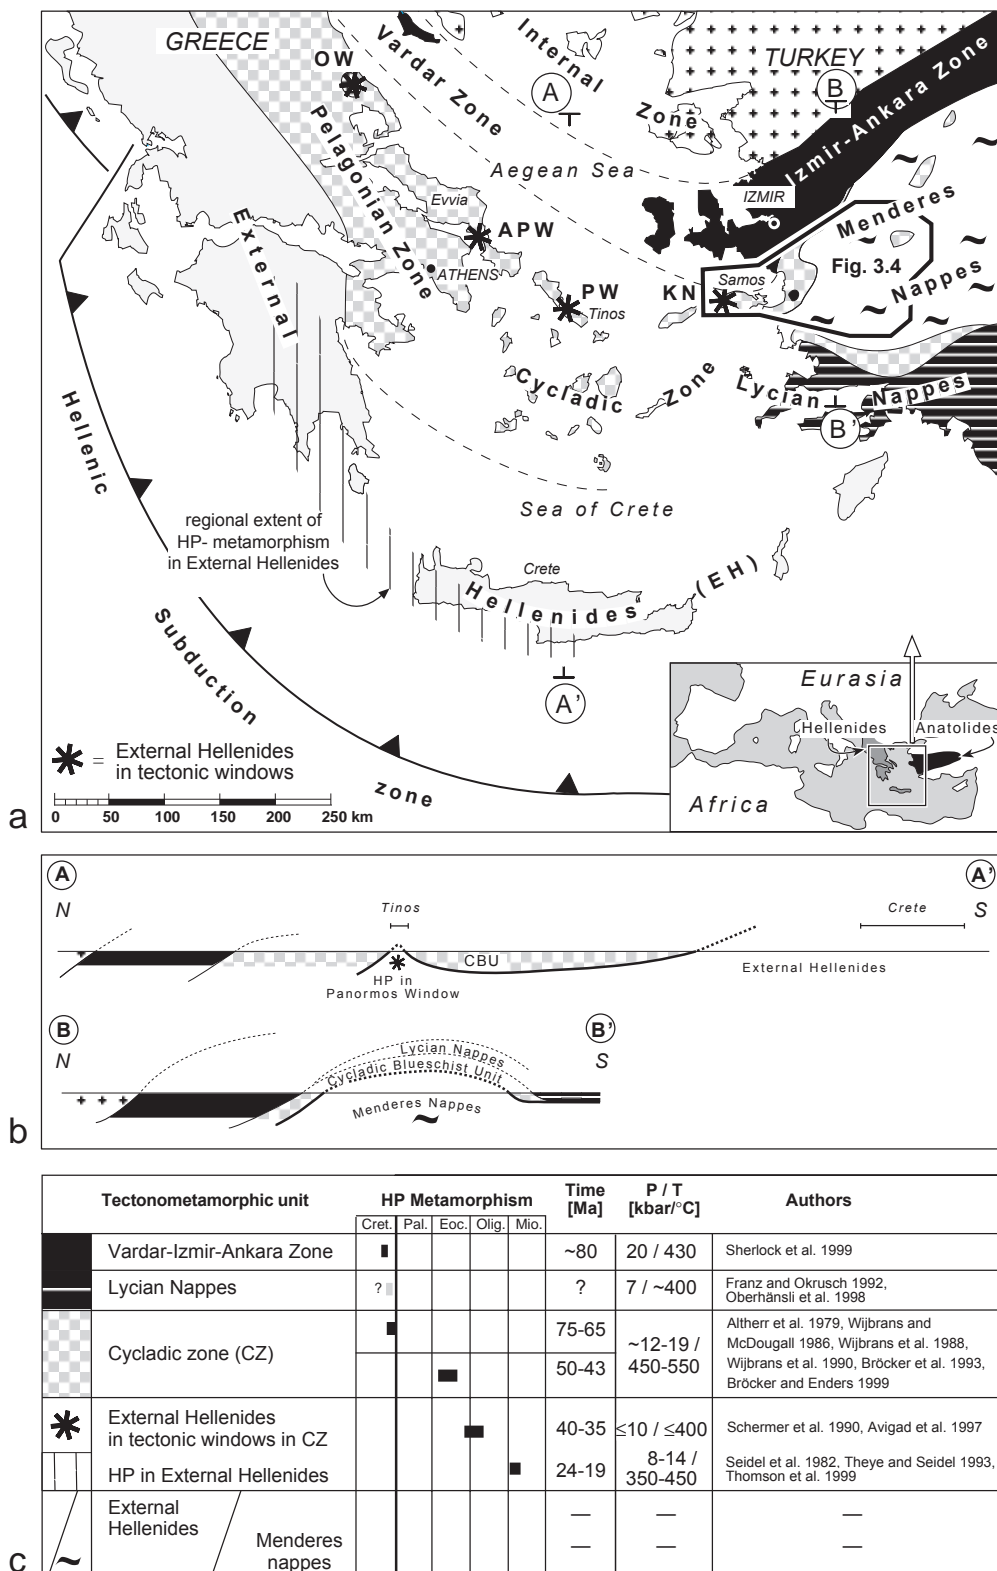 GREECE
OW
Vardar Zone
Internal
Zone
A
TURKEY
B
Izmir-Ankara Zone
Pelagonian Zone
Aegean Sea
IZMIR
Menderes
Nappes
Evvia
APW
External
ATHENS
PW
Tinos
KN
Samos
Fig. 3.4
Cycladic
Zone
Lycian
Nappes
B'
Hellenic
Sea of Crete
regional extent of
HP- metamorphism
in External Hellenides
Crete
Hellenides
(EH)
Subduction
zone
A'
= External Hellenides
in tectonic windows
0 50 100 150 200 250 km
Eurasia
Hellenides
Anatolides
Africa
a
A
A'
N
Tinos
Crete
S
CBU
HP in
Panormos Window
External Hellenides
B
B'
N
S
Lycian Nappes
Cycladic Blueschist Unit
Menderes Nappes
b
Tectonometamorphic unit HP Metamorphism Time [Ma] P / T [kbar/°C] Authors
Cret. Pal. Eoc. Olig. Mio.
Vardar-Izmir-Ankara Zone ~80 20 / 430 Sherlock et al. 1999
Lycian Nappes ? ? 7 / ~400 Franz and Okrusch 1992,
Oberhänsli et al. 1998
Cycladic zone (CZ) 75-65
50-43
~12-19 /
450-550
Altherr et al. 1979, Wijbrans and
McDougall 1986, Wijbrans et al. 1988,
Wijbrans et al. 1990, Bröcker et al. 1993,
Bröcker and Enders 1999
External Hellenides
in tectonic windows in CZ 40-35 ≤10 / ≤400 Schermer et al. 1990, Avigad et al. 1997
HP in External Hellenides 24-19 8-14 /
350-450
Seidel et al. 1982, Theye and Seidel 1993,
Thomson et al. 1999
External
Hellenides — — —
Menderes
nappes — — —
c